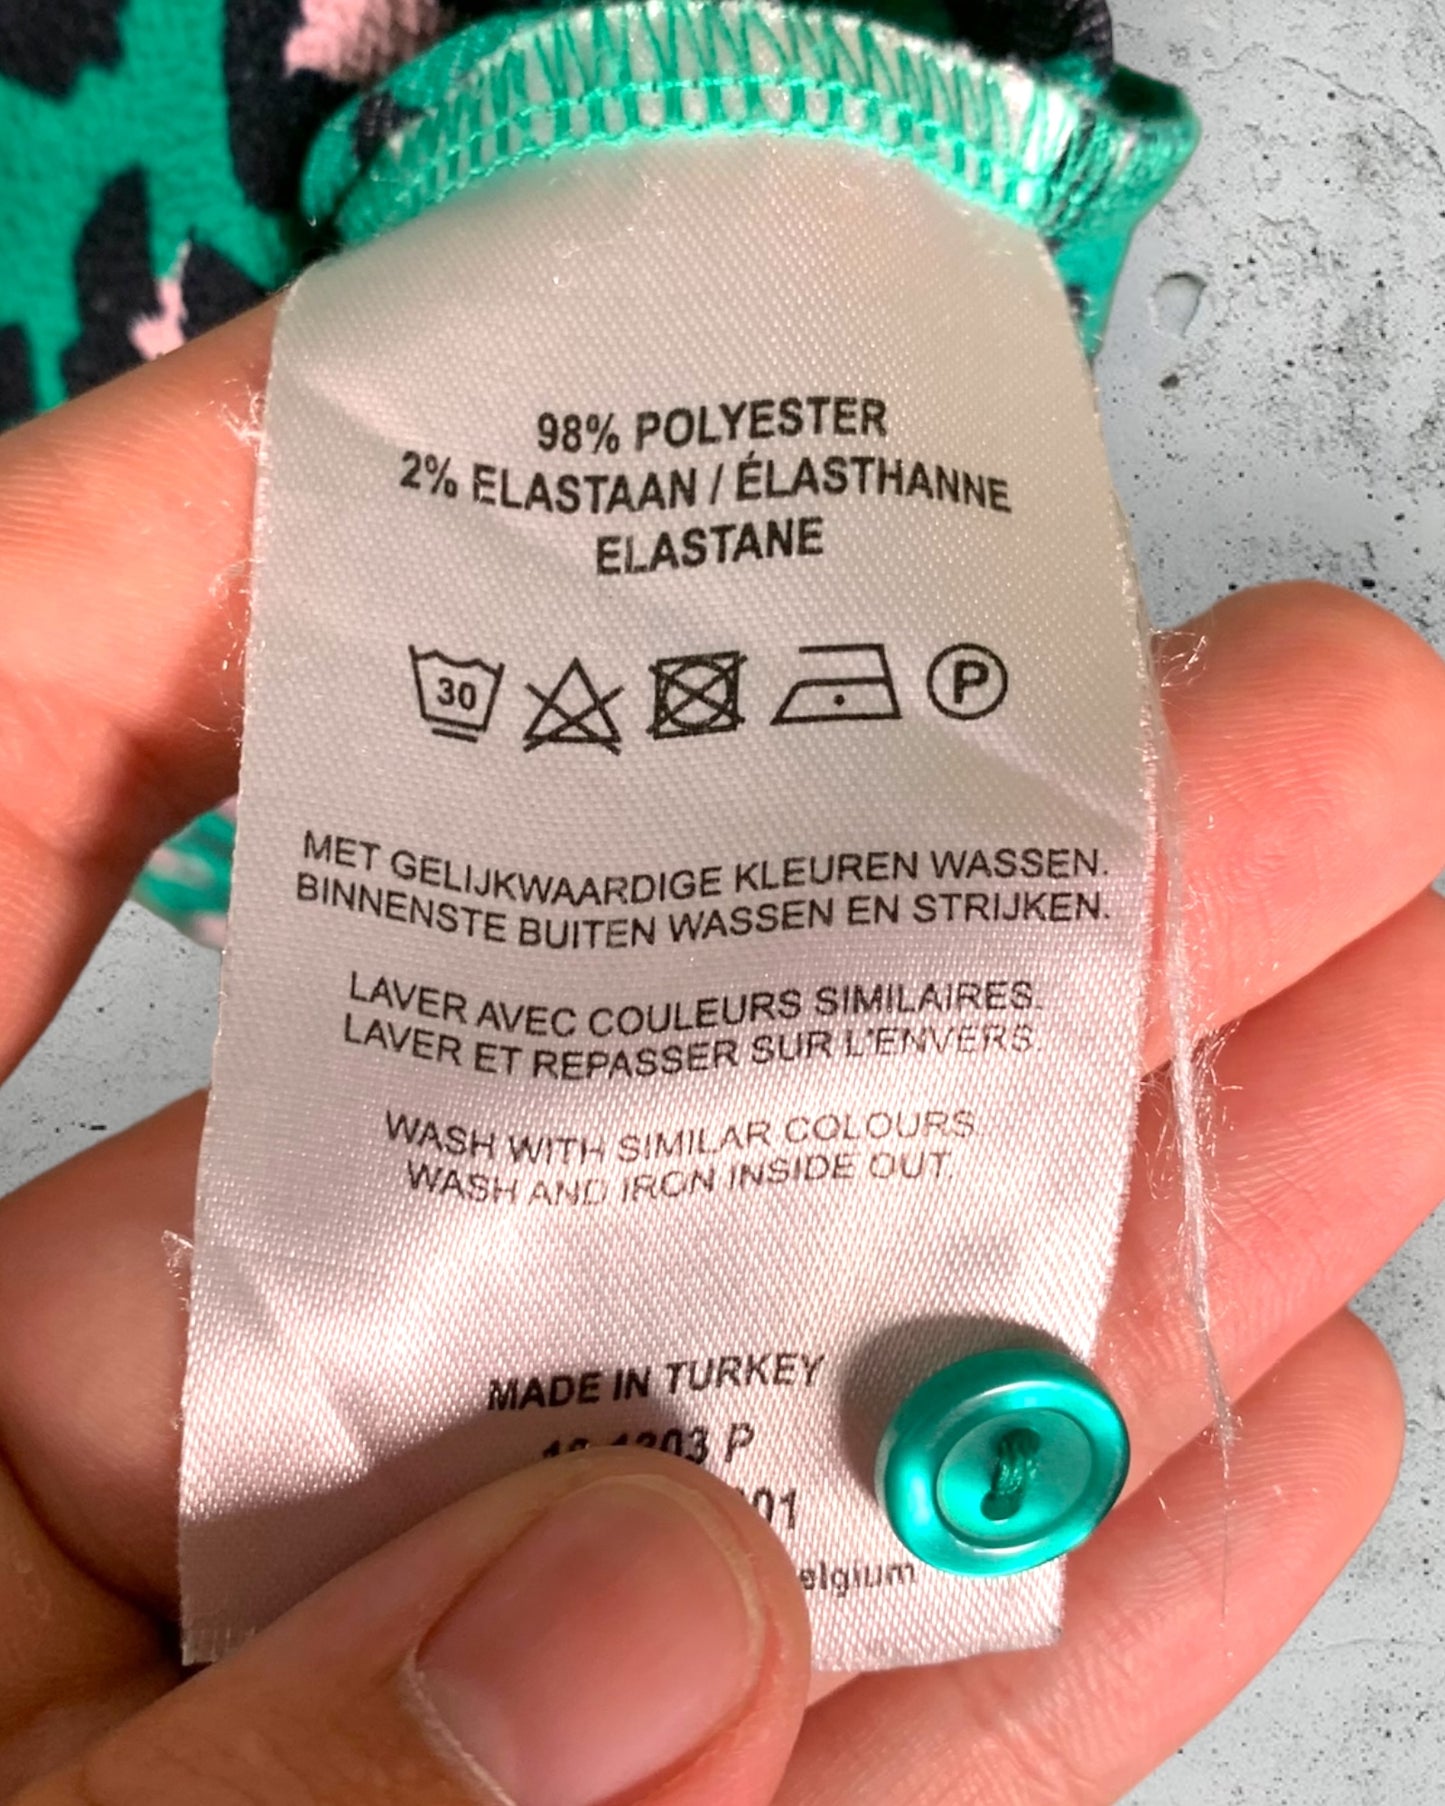 98% POLYESTER
2% ELASTAAN / ÉLASTHANNE
ELASTANE
30
P
MET GELIJKWAARDIGE KLEUREN WASSEN.
BINNENSTE BUITEN WASSEN EN STRIJKEN.
LAVER AVEC COULEURS SIMILAIRES.
LAVER ET REPASSER SUR L'ENVERS.
WASH WITH SIMILAR COLOURS.
WASH AND IRON INSIDE OUT.
MADE IN TURKEY
P